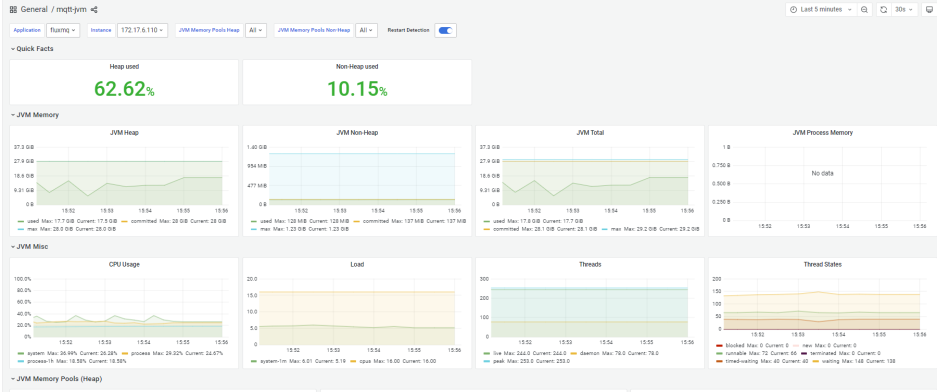 General / mqtt-jvm
Last 5 minutes
30s
Application fluxmq Instance 172.17.6.110 JVM Memory Pools Heap All JVM Memory Pools Non-Heap All Restart Detection
Quick Facts
Heap used
62.62%
Non-Heap used
10.15%
JVM Memory
JVM Heap
37.3 GiB
27.9 GiB
18.6 GiB
9.31 GiB
0 B
15:52 15:53 15:54 15:55 15:56
used Max: 17.7 GiB Current: 17.5 GiB committed Max: 28 GiB Current: 28 GiB
max Max: 28.0 GiB Current: 28.0 GiB
JVM Non-Heap
1.40 GiB
954 MiB
477 MiB
0 B
15:52 15:53 15:54 15:55 15:56
used Max: 128 MiB Current: 128 MiB committed Max: 137 MiB Current: 137 MiB
max Max: 1.23 GiB Current: 1.23 GiB
JVM Total
37.3 GiB
27.9 GiB
18.6 GiB
9.31 GiB
0 B
15:52 15:53 15:54 15:55 15:56
used Max: 17.8 GiB Current: 17.7 GiB
committed Max: 28.1 GiB Current: 28.1 GiB max Max: 29.2 GiB Current: 29.2 GiB
JVM Process Memory
1 B
0.500 B
0.250 B
0 B
No data
15:52 15:53 15:54 15:55 15:56
JVM Misc
CPU Usage
100.0%
80.0%
60.0%
40.0%
20.0%
0%
15:52 15:53 15:54 15:55 15:56
system Max: 36.99% Current: 26.28% process Max: 29.33% Current: 24.67%
process-1h Max: 18.58% Current: 18.58%
Load
20.0
15.0
10.0
5.0
0
15:52 15:53 15:54 15:55 15:56
system-1m Max: 6.01 Current: 5.19 cpus Max: 16.00 Current: 16.00
Threads
300
200
100
0
15:52 15:53 15:54 15:55 15:56
live Max: 244.0 Current: 244.0 daemon Max: 78.0 Current: 78.0
peak Max: 253.0 Current: 253.0
Thread States
200
150
100
50
0
15:52 15:53 15:54 15:55 15:56
blocked Max: 0 Current: 0 new Max: 0 Current: 0
runnable Max: 72 Current: 66 terminated Max: 0 Current: 0
timed-waiting Max: 40 Current: 40 waiting Max: 148 Current: 138
JVM Memory Pools (Heap)